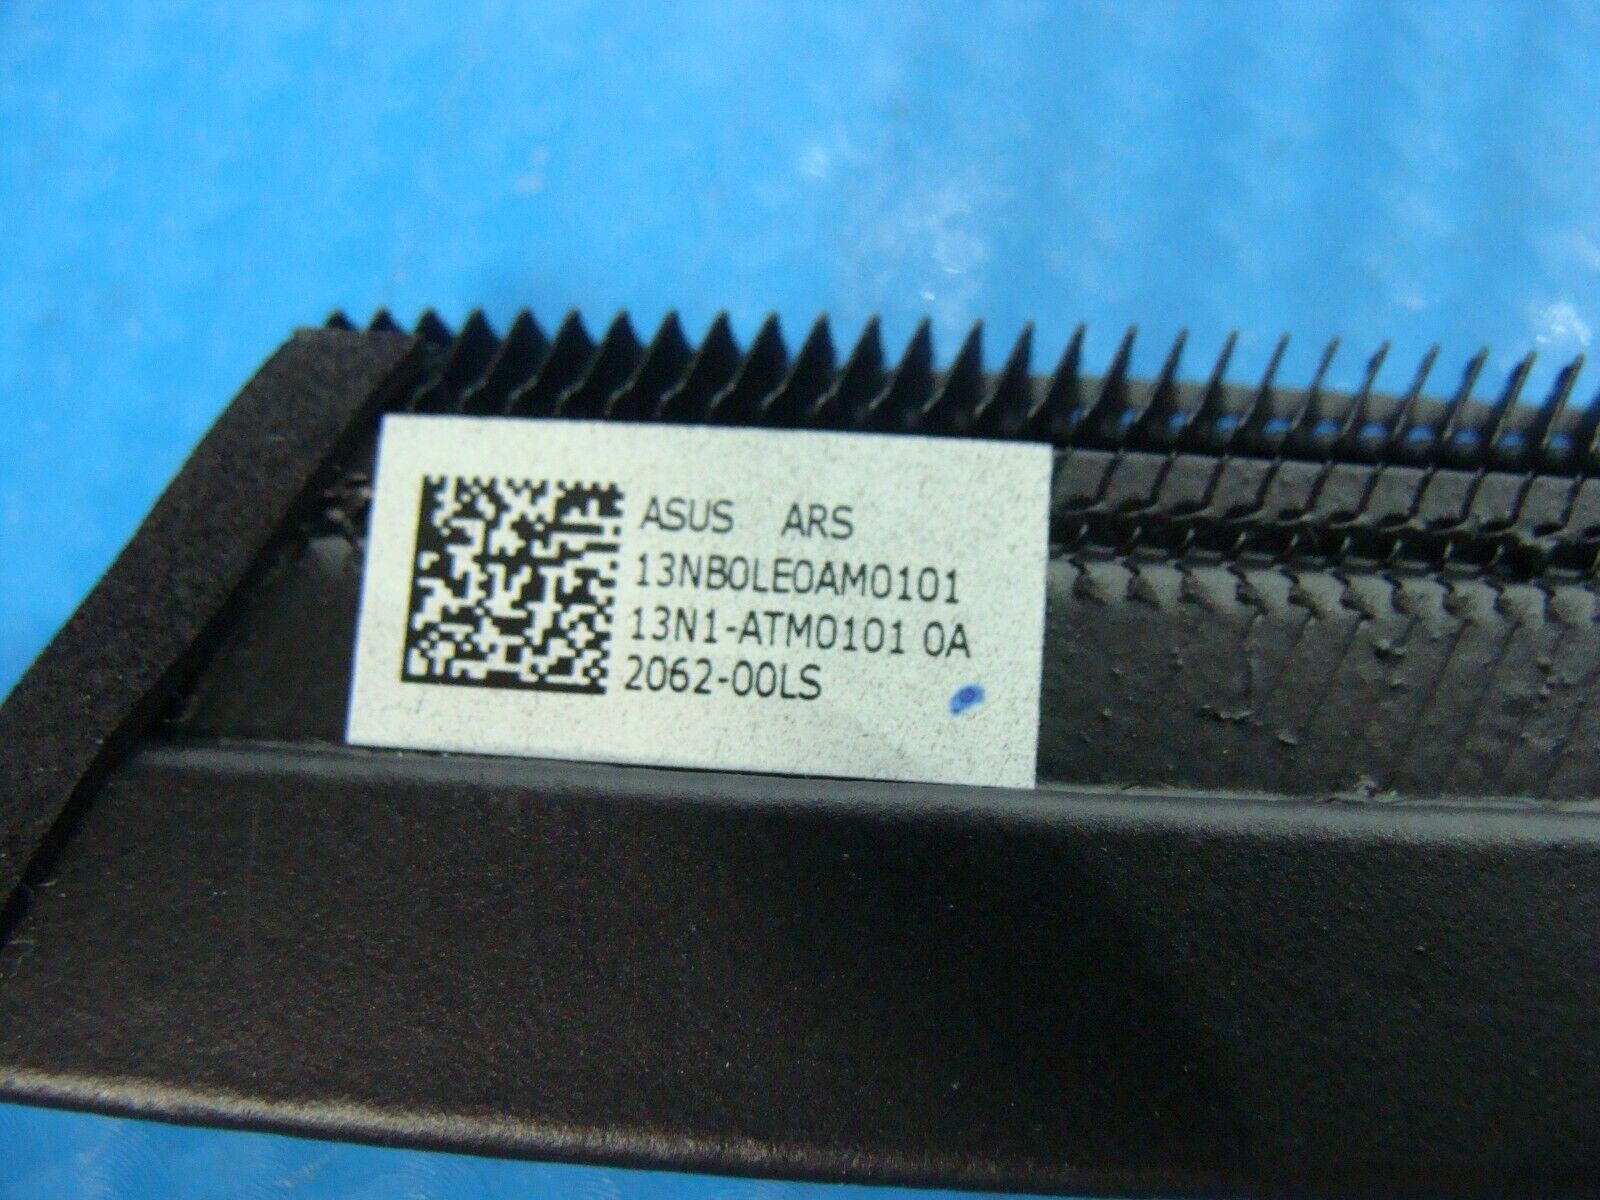 ASUS ARS
13NB0LE0AM0101
13N1-ATM0101 0A
2062-00LS